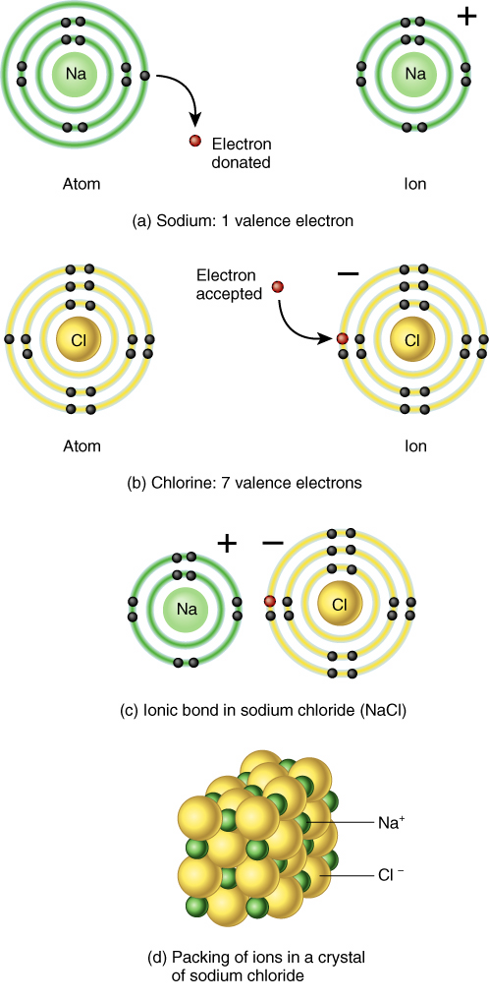 +
Na
Na
Electron
donated
Atom
Ion
(a) Sodium: 1 valence electron
Electron
accepted
–
Cl
Cl
Atom
Ion
(b) Chlorine: 7 valence electrons
+ –
Na
Cl
(c) Ionic bond in sodium chloride (NaCl)
Na⁺
Cl⁻
(d) Packing of ions in a crystal
of sodium chloride